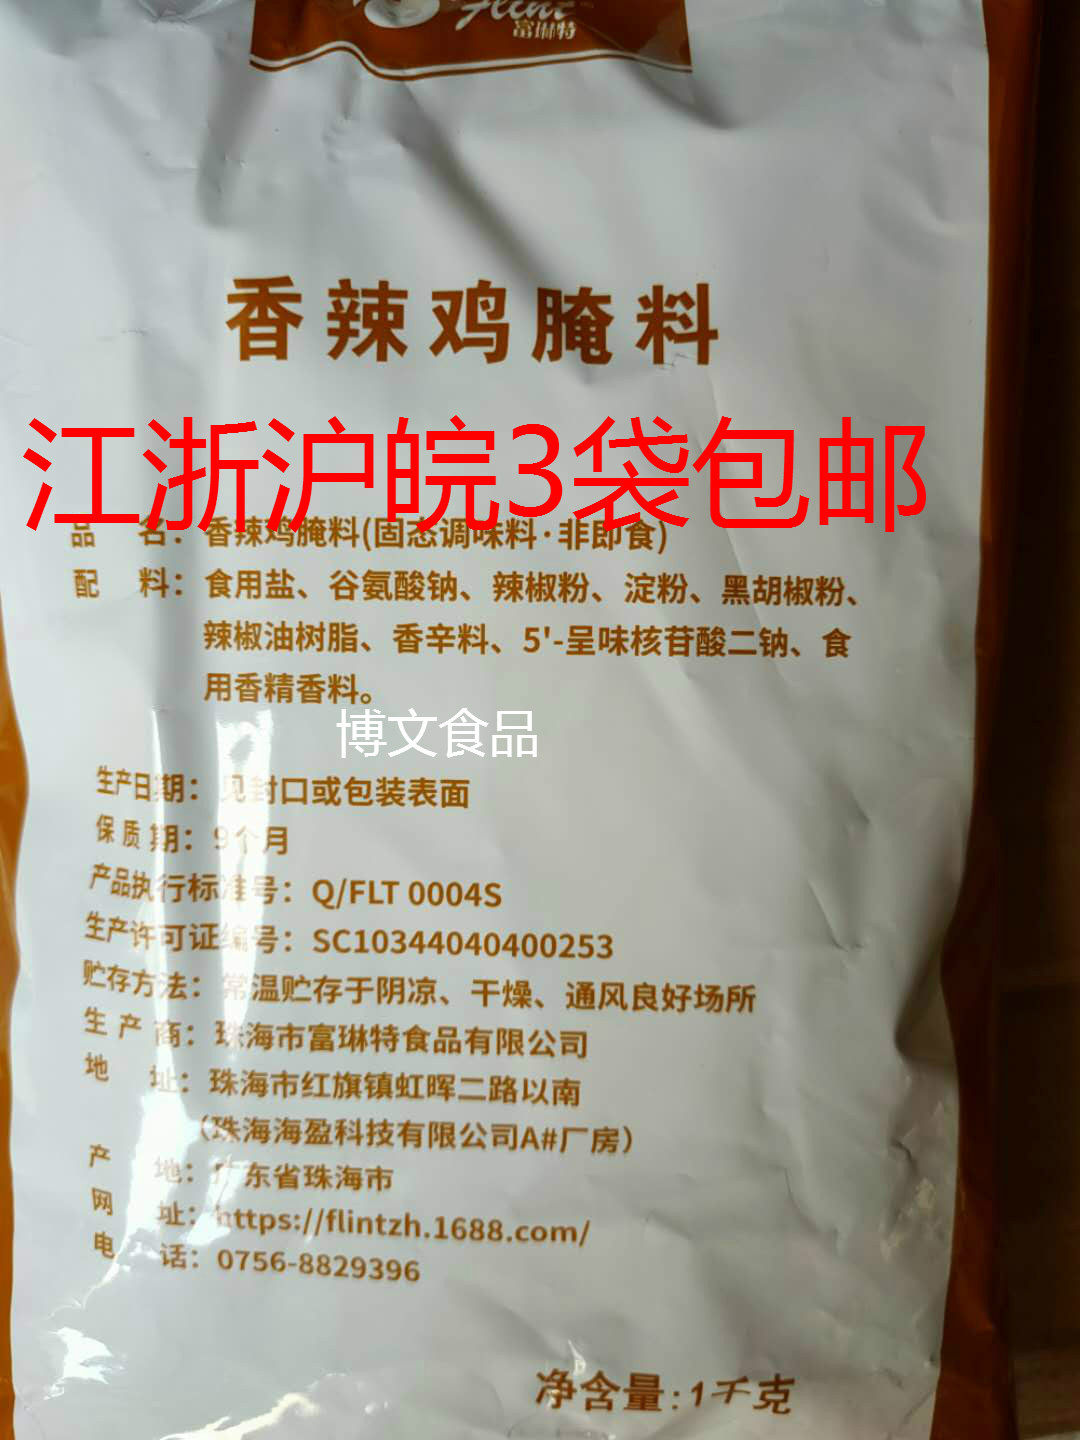 Flint
富琳特
香辣鸡腌料
江浙沪皖3袋包邮
品 名：香辣鸡腌料(固态调味料·非即食)
配 料：食用盐、谷氨酸钠、辣椒粉、淀粉、黑胡椒粉、
辣椒油树脂、香辛料、5'-呈味核苷酸二钠、食
用香精香料。
博文食品
生产日期：见封口或包装表面
保质期：9个月
产品执行标准号：Q/FLT 0004S
生产许可证编号：SC10344040400253
贮存方法：常温贮存于阴凉、干燥、通风良好场所
生产商：珠海市富琳特食品有限公司
地 址：珠海市红旗镇虹晖二路以南
（珠海海盈科技有限公司A#厂房）
产 地：广东省珠海市
网 址：https://flintzh.1688.com/
电 话：0756-8829396
净含量:1千克